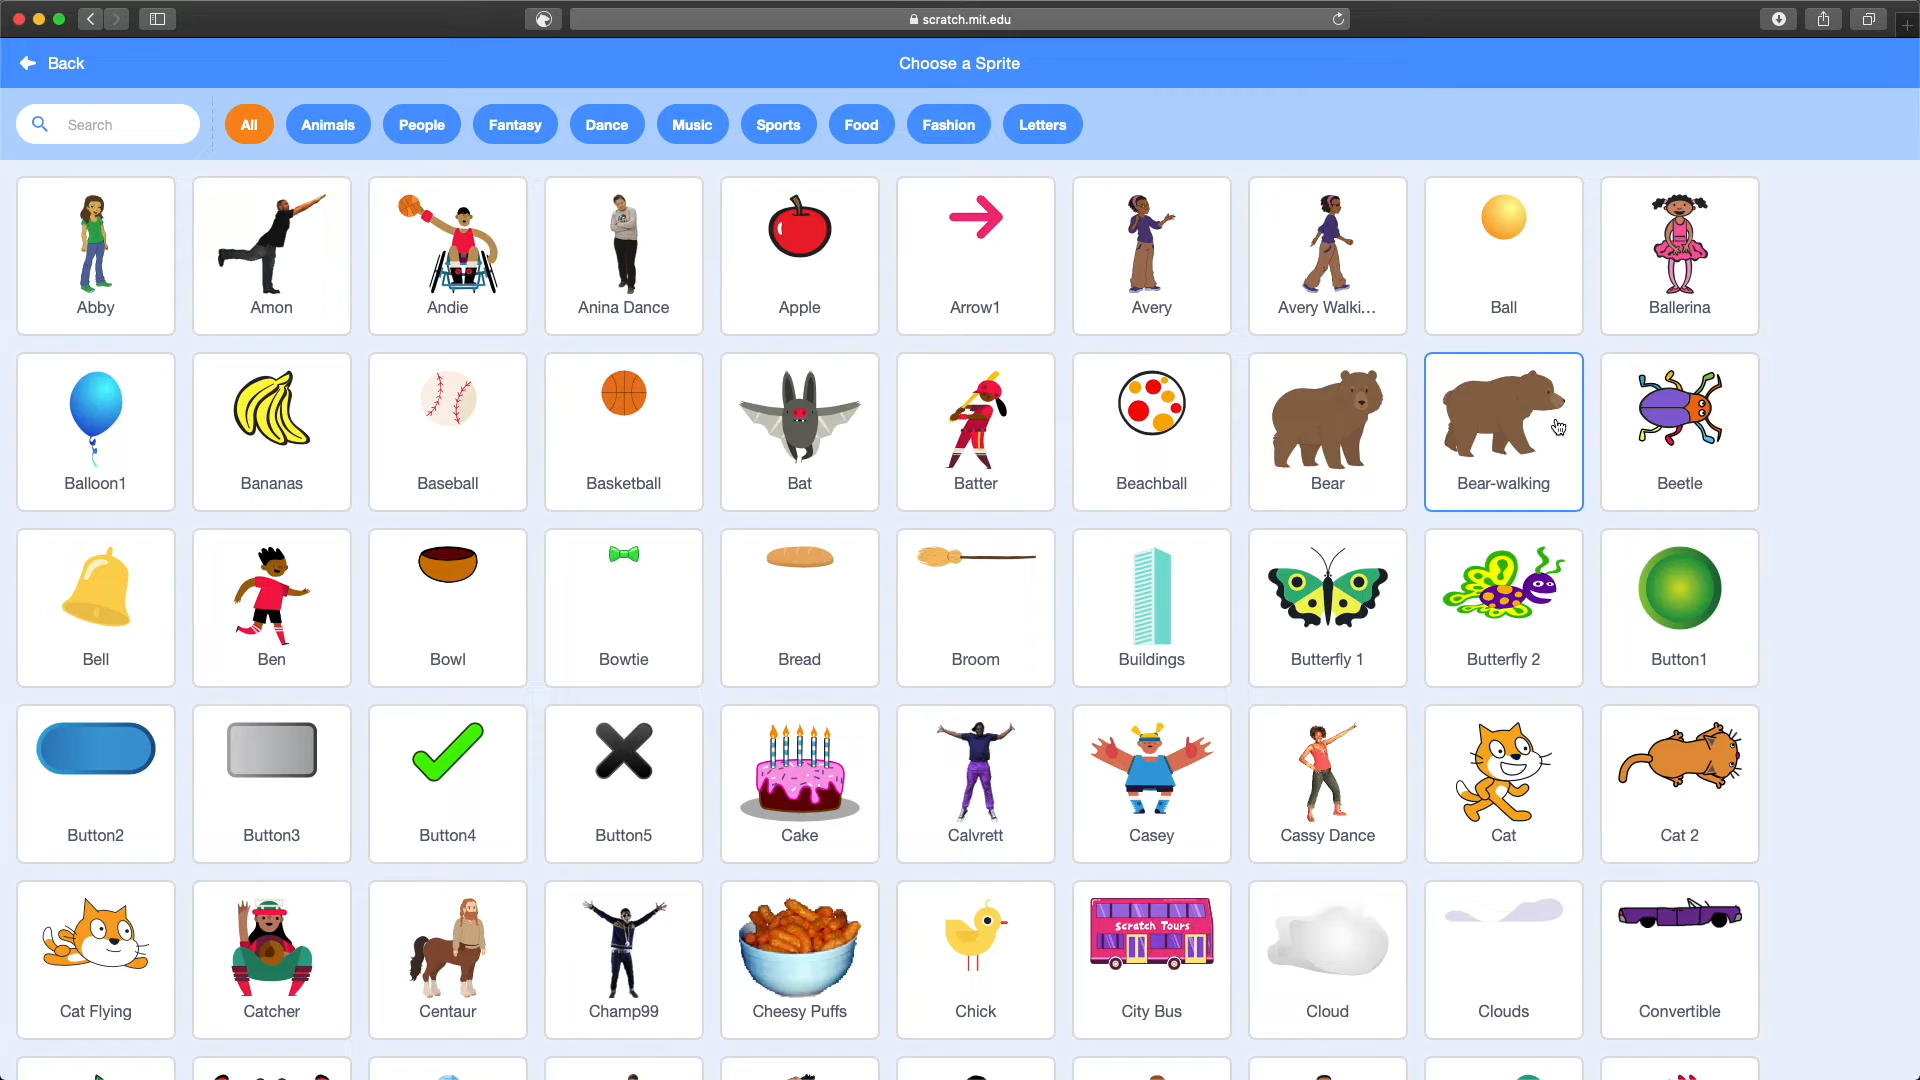 scratch.mit.edu
Back
Choose a Sprite
Search
All
Animals
People
Fantasy
Dance
Music
Sports
Food
Fashion
Letters
Abby
Amon
Andie
Anina Dance
Apple
Arrow1
Avery
Avery Walki...
Ball
Ballerina
Balloon1
Bananas
Baseball
Basketball
Bat
Batter
Beachball
Bear
Bear-walking
Beetle
Bell
Ben
Bowl
Bowtie
Bread
Broom
Buildings
Butterfly 1
Butterfly 2
Button1
Button2
Button3
Button4
Button5
Cake
Calvrett
Casey
Cassy Dance
Cat
Cat 2
Scratch Tours
Cat Flying
Catcher
Centaur
Champ99
Cheesy Puffs
Chick
City Bus
Cloud
Clouds
Convertible